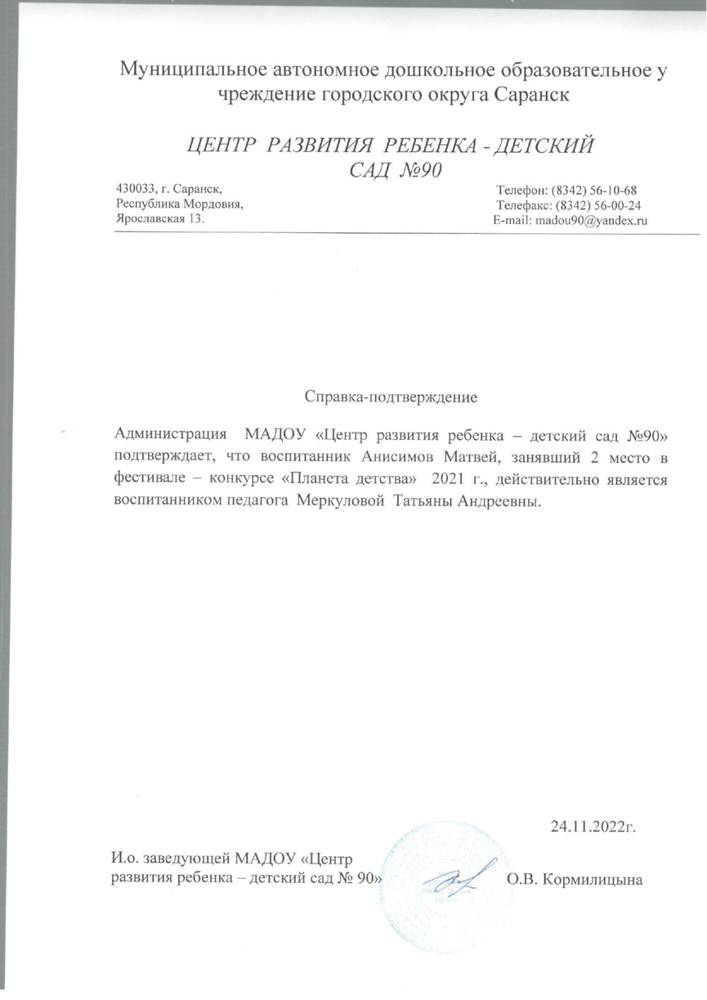 Муниципальное автономное дошкольное образовательное у
чреждение городского округа Саранск
ЦЕНТР РАЗВИТИЯ РЕБЕНКА - ДЕТСКИЙ
САД №90
430033, г. Саранск,
Республика Мордовия,
Ярославская 13.
Телефон: (8342) 56-10-68
Телефакс: (8342) 56-00-24
E-mail: madou90@yandex.ru
Справка-подтверждение
Администрация МАДОУ «Центр развития ребенка – детский сад №90»
подтверждает, что воспитанник Анисимов Матвей, занявший 2 место в
фестивале – конкурсе «Планета детства» 2021 г., действительно является
воспитанником педагога Меркуловой Татьяны Андреевны.
24.11.2022г.
И.о. заведующей МАДОУ «Центр
развития ребенка – детский сад № 90»
О.В. Кормилицына